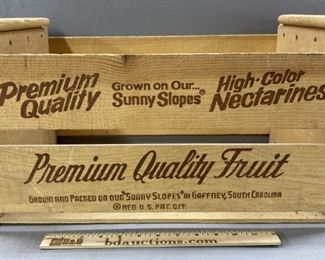 Premium Quality
Grown on Our... Sunny Slopes®
High-Color Nectarines
Premium Quality Fruit
GROWN AND PACKED ON OUR "SUNNY SLOPES" IN GAFFNEY, SOUTH CAROLINA
® REG. U.S. PAT. OFF.
www.bdauctions.com